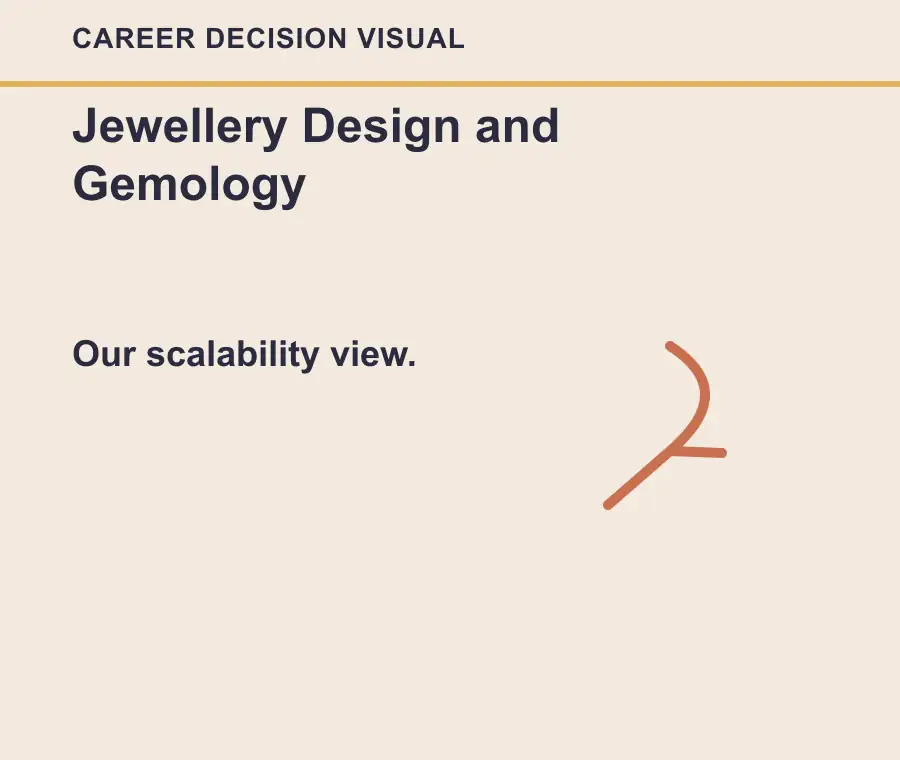 CAREER DECISION VISUAL
Jewellery Design and
Gemology
Our scalability view.